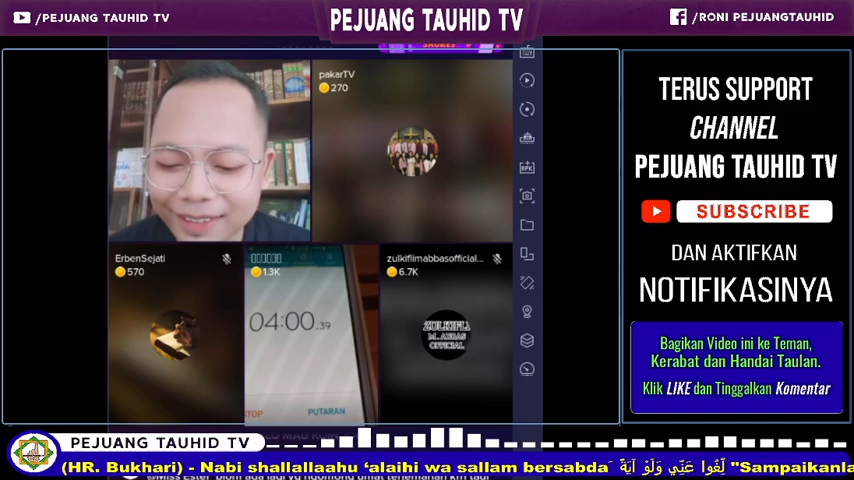 /PEJUANG TAUHID TV
PEJUANG TAUHID TV
/RONI PEJUANGTAUHID
pakarTV
270
ErbenSejati
570
1.3K
zulkiflimabbasofficial...
6.7K
04:00.39
STOP
PUTARAN
ZULKIFLI
M. ABBAS
OFFICIAL
TERUS SUPPORT
CHANNEL
PEJUANG TAUHID TV
SUBSCRIBE
DAN AKTIFKAN
NOTIFIKASINYA
Bagikan Video ini ke Teman,
Kerabat dan Handai Taulan.
Klik LIKE dan Tinggalkan Komentar
PEJUANG TAUHID TV
(HR. Bukhari) - Nabi shallallaahu ‘alaihi wa sallam bersabda لِّغُوا عَنِّي وَلَوْ آيَةً "Sampaikanla